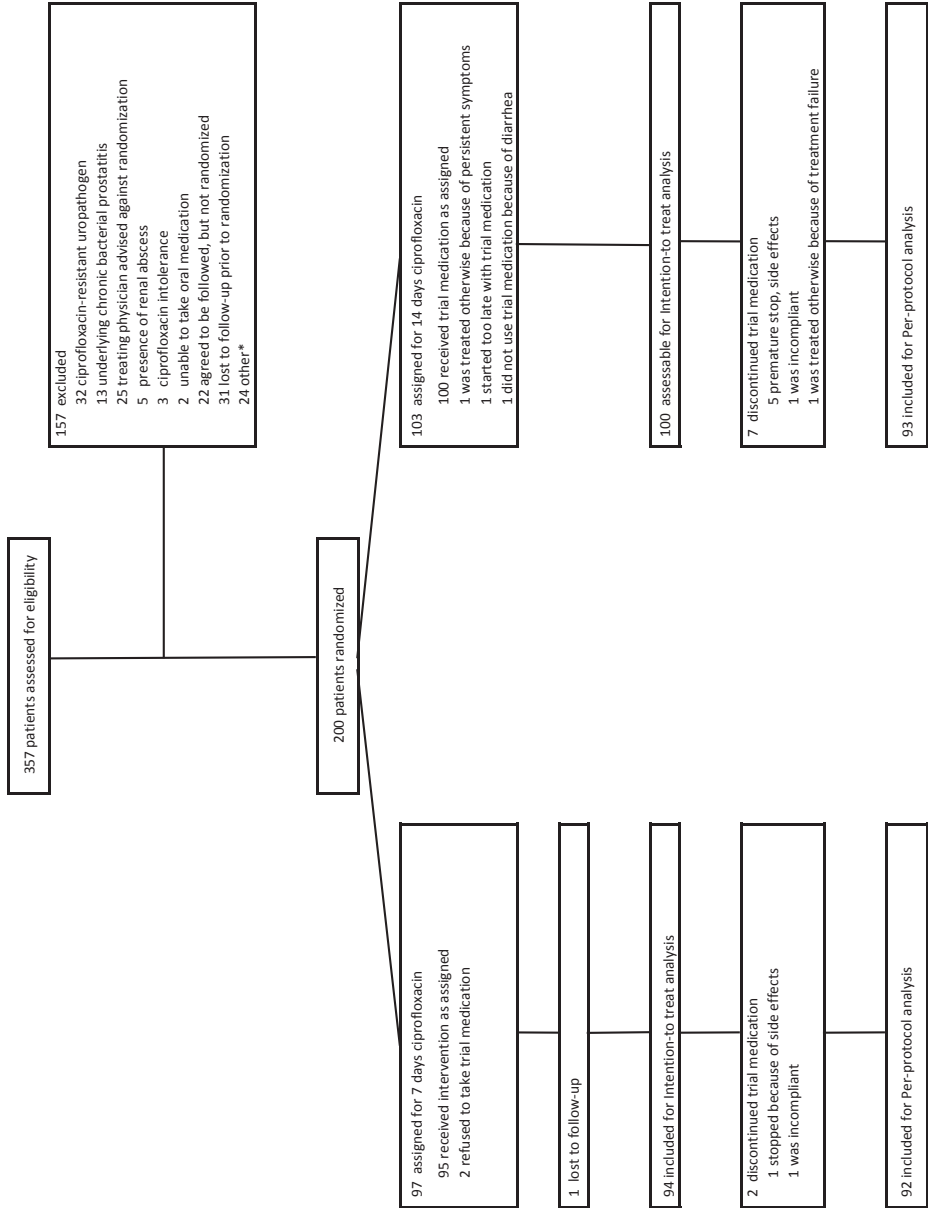 357 patients assessed for eligibility
157 excluded
32 ciprofloxacin-resistant uropathogen
13 underlying chronic bacterial prostatitis
25 treating physician advised against randomization
5 presence of renal abscess
3 ciprofloxacin intolerance
2 unable to take oral medication
22 agreed to be followed, but not randomized
31 lost to follow-up prior to randomization
24 other*
200 patients randomized
97 assigned for 7 days ciprofloxacin
95 received intervention as assigned
2 refused to take trial medication
1 lost to follow-up
94 included for Intention-to treat analysis
2 discontinued trial medication
1 stopped because of side effects
1 was incompliant
92 included for Per-protocol analysis
103 assigned for 14 days ciprofloxacin
100 received trial medication as assigned
1 was treated otherwise because of persistent symptoms
1 started too late with trial medication
1 did not use trial medication because of diarrhea
100 assessable for Intention-to treat analysis
7 discontinued trial medication
5 premature stop, side effects
1 was incompliant
1 was treated otherwise because of treatment failure
93 included for Per-protocol analysis